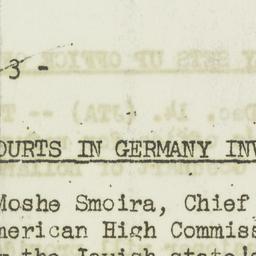 3 -
OURTS IN GERMANY INV
Moshe Smoira, Chief
merican High Commiss
y the Jewish state's